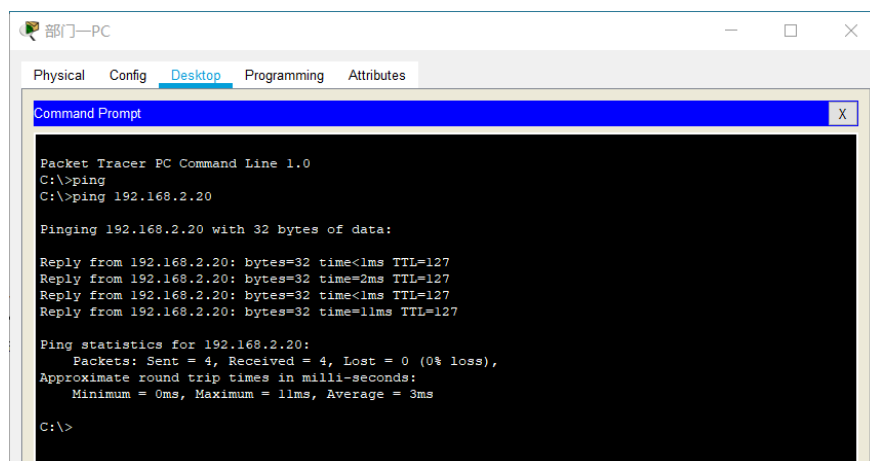 部门一PC
Physical Config Desktop Programming Attributes
Command Prompt
X
Packet Tracer PC Command Line 1.0
C:\>ping
C:\>ping 192.168.2.20
Pinging 192.168.2.20 with 32 bytes of data:
Reply from 192.168.2.20: bytes=32 time<1ms TTL=127
Reply from 192.168.2.20: bytes=32 time=2ms TTL=127
Reply from 192.168.2.20: bytes=32 time<1ms TTL=127
Reply from 192.168.2.20: bytes=32 time=11ms TTL=127
Ping statistics for 192.168.2.20:
Packets: Sent = 4, Received = 4, Lost = 0 (0% loss),
Approximate round trip times in milli-seconds:
Minimum = 0ms, Maximum = 11ms, Average = 3ms
C:\>